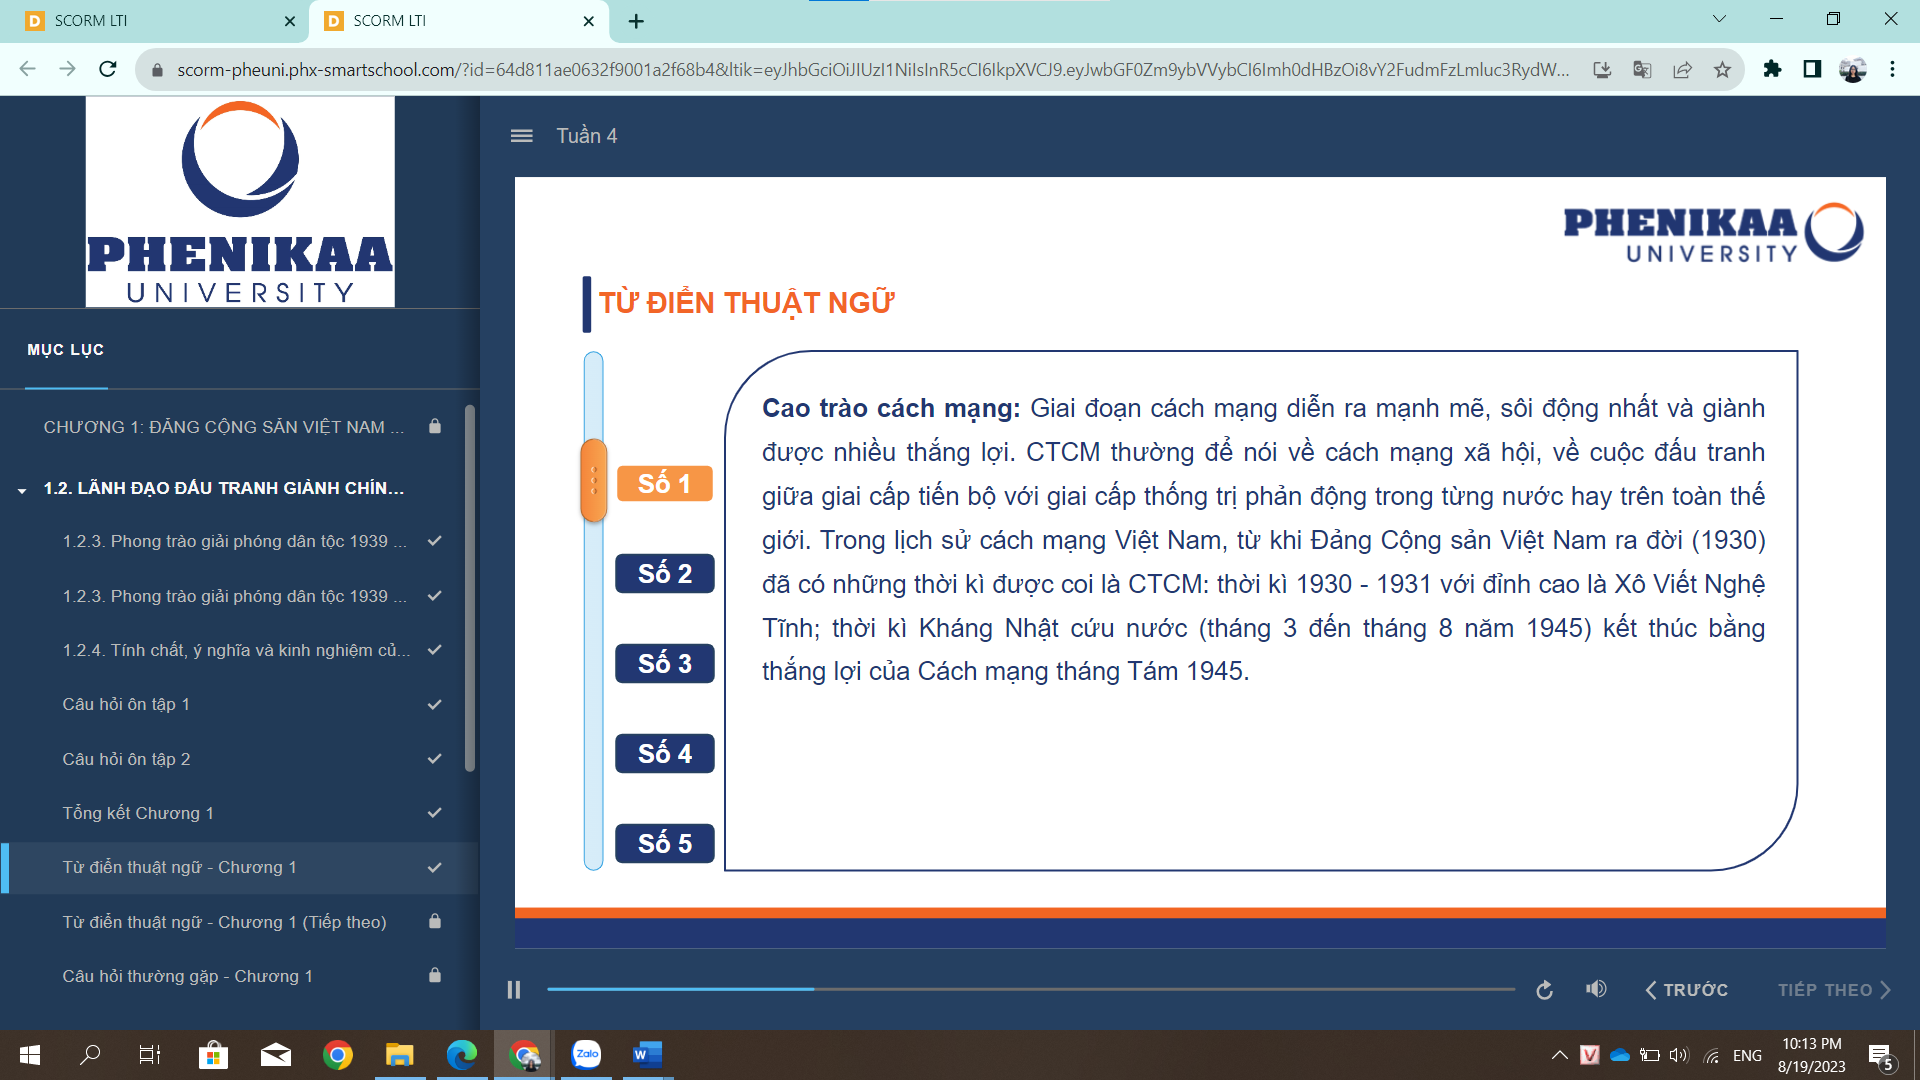 SCORM LTI
SCORM LTI
scorm-pheuni.phx-smartschool.com/?id=64d811ae0632f9001a2f68b4&ltik=eyJhbGciOiJIUzI1NiIsInR5cCI6IkpXVCJ9.eyJwbGF0Zm9ybVVybCI6Imh0dHBzOi8vY2FudmFzLmluc3RydW...
PHENIKAA
UNIVERSITY
MỤC LỤC
CHƯƠNG 1: ĐẢNG CỘNG SẢN VIỆT NAM ...
1.2. LÃNH ĐẠO ĐẤU TRANH GIÀNH CHÍN...
1.2.3. Phong trào giải phóng dân tộc 1939 ...
1.2.3. Phong trào giải phóng dân tộc 1939 ...
1.2.4. Tính chất, ý nghĩa và kinh nghiệm củ...
Câu hỏi ôn tập 1
Câu hỏi ôn tập 2
Tổng kết Chương 1
Từ điển thuật ngữ - Chương 1
Từ điển thuật ngữ - Chương 1 (Tiếp theo)
Câu hỏi thường gặp - Chương 1
Tuần 4
PHENIKAA
UNIVERSITY
TỪ ĐIỂN THUẬT NGỮ
Số 1
Số 2
Số 3
Số 4
Số 5
Cao trào cách mạng: Giai đoạn cách mạng diễn ra mạnh mẽ, sôi động nhất và giành
được nhiều thắng lợi. CTCM thường để nói về cách mạng xã hội, về cuộc đấu tranh
giữa giai cấp tiến bộ với giai cấp thống trị phản động trong từng nước hay trên toàn thế
giới. Trong lịch sử cách mạng Việt Nam, từ khi Đảng Cộng sản Việt Nam ra đời (1930)
đã có những thời kì được coi là CTCM: thời kì 1930 - 1931 với đỉnh cao là Xô Viết Nghệ
Tĩnh; thời kì Kháng Nhật cứu nước (tháng 3 đến tháng 8 năm 1945) kết thúc bằng
thắng lợi của Cách mạng tháng Tám 1945.
TRƯỚC
TIẾP THEO
Zalo
ENG
10:13 PM
8/19/2023
5